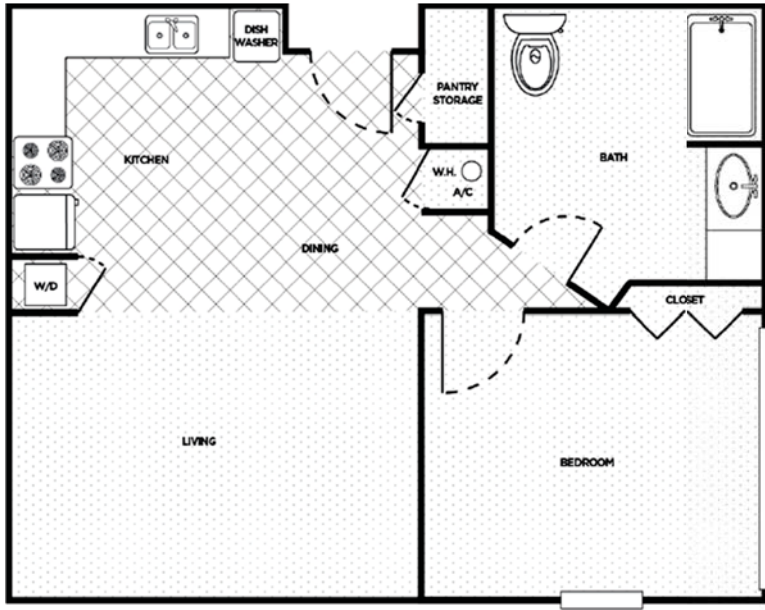 DISH
WASHER
PANTRY
STORAGE
KITCHEN
BATH
W.H.
A/C
DINING
W/D
CLOSET
LIVING
BEDROOM